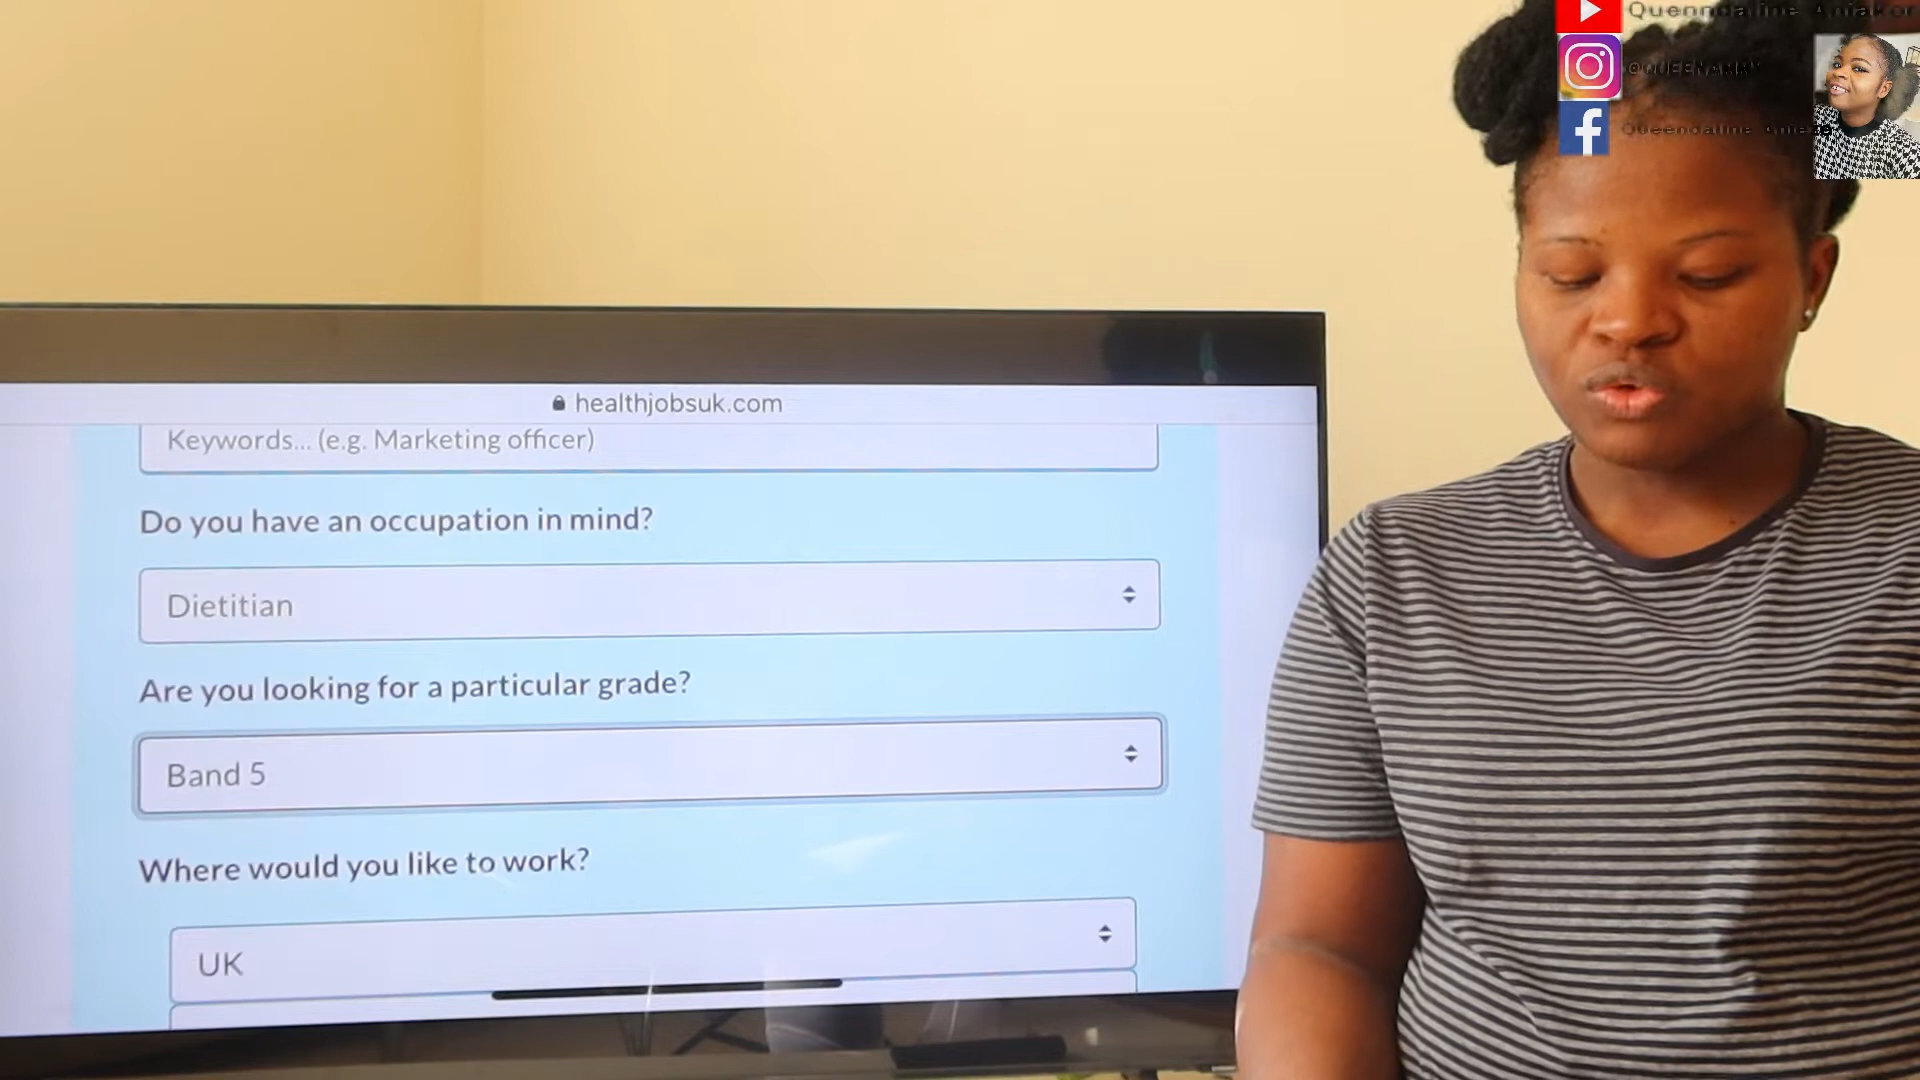 healthjobsuk.com
Keywords... (e.g. Marketing officer)
Do you have an occupation in mind?
Dietitian
Are you looking for a particular grade?
Band 5
Where would you like to work?
UK